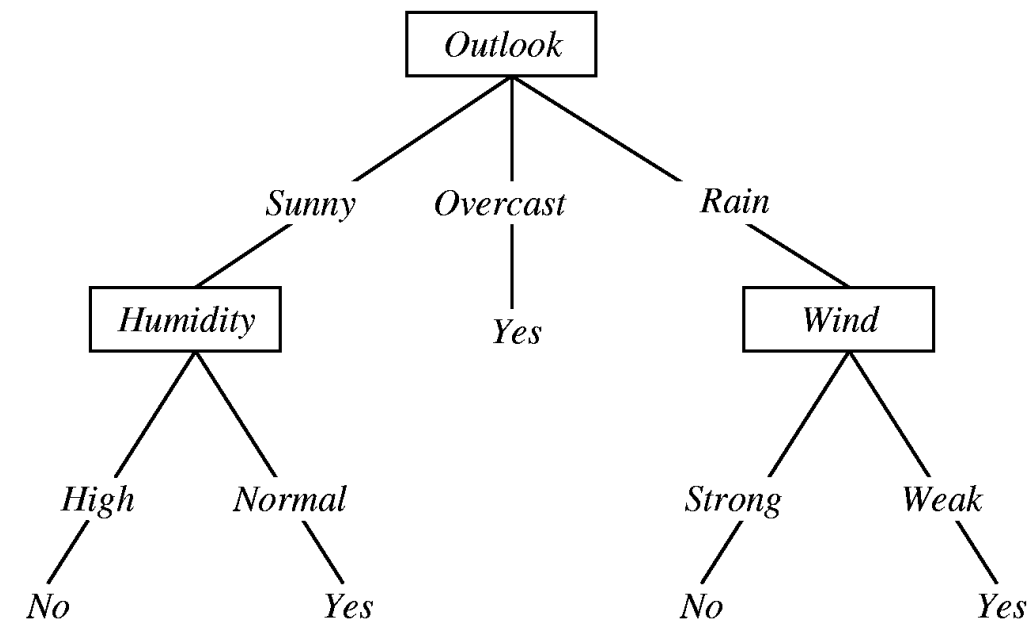 Outlook
Sunny Overcast Rain
Humidity Yes Wind
High Normal Strong Weak
No Yes No Yes